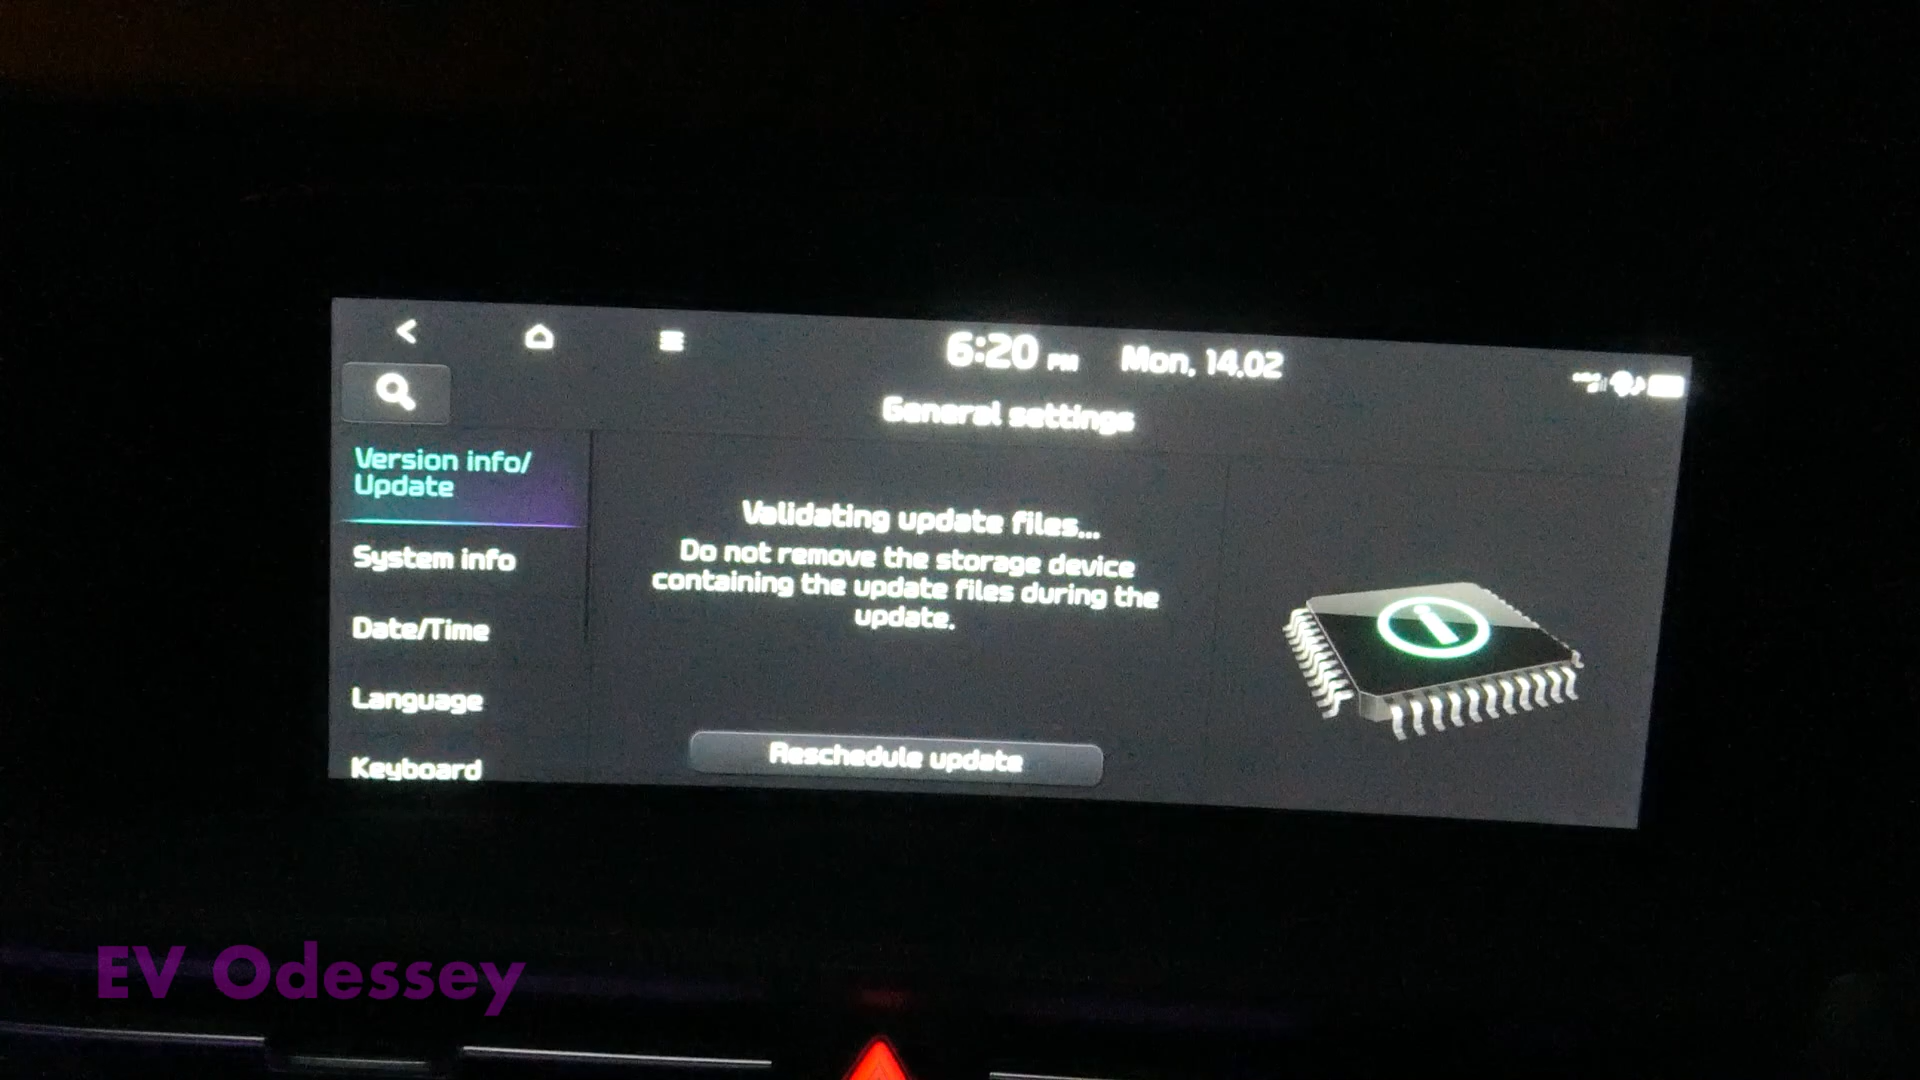 6:20 PM Mon, 14.02
General settings
Version info/
Update
System info
Date/Time
Language
Keyboard
Validating update files...
Do not remove the storage device
containing the update files during the
update.
Reschedule update
EV Odessey